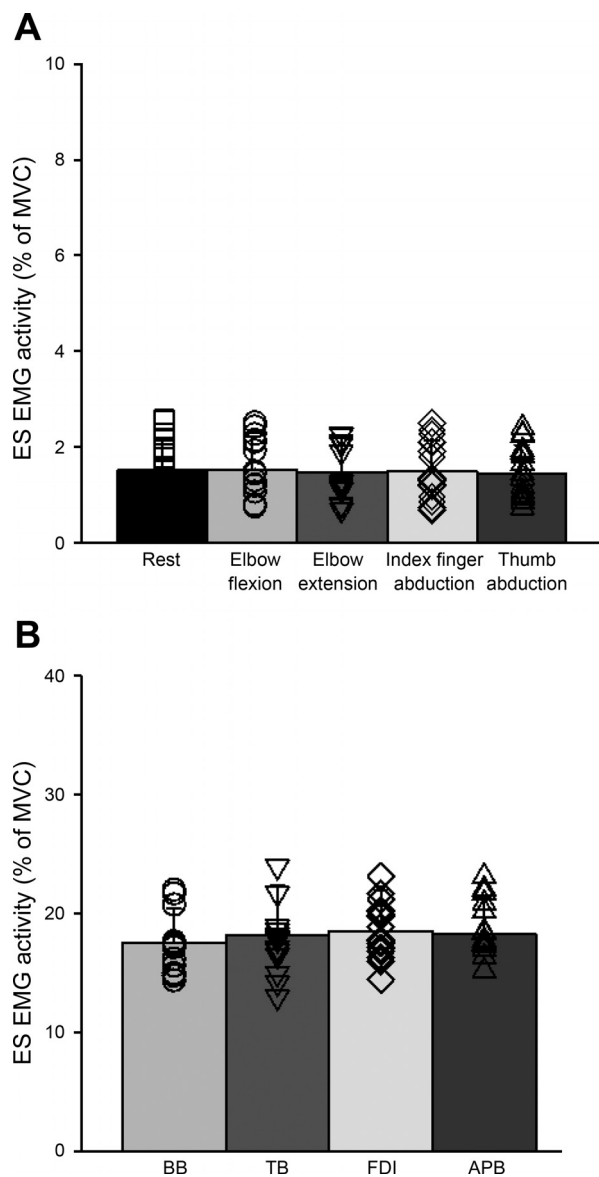 A
ES EMG activity (% of MVC)
10
8
6
4
2
0
Rest
Elbow flexion
Elbow extension
Index finger abduction
Thumb abduction
B
ES EMG activity (% of MVC)
40
30
20
10
0
BB TB FDI APB